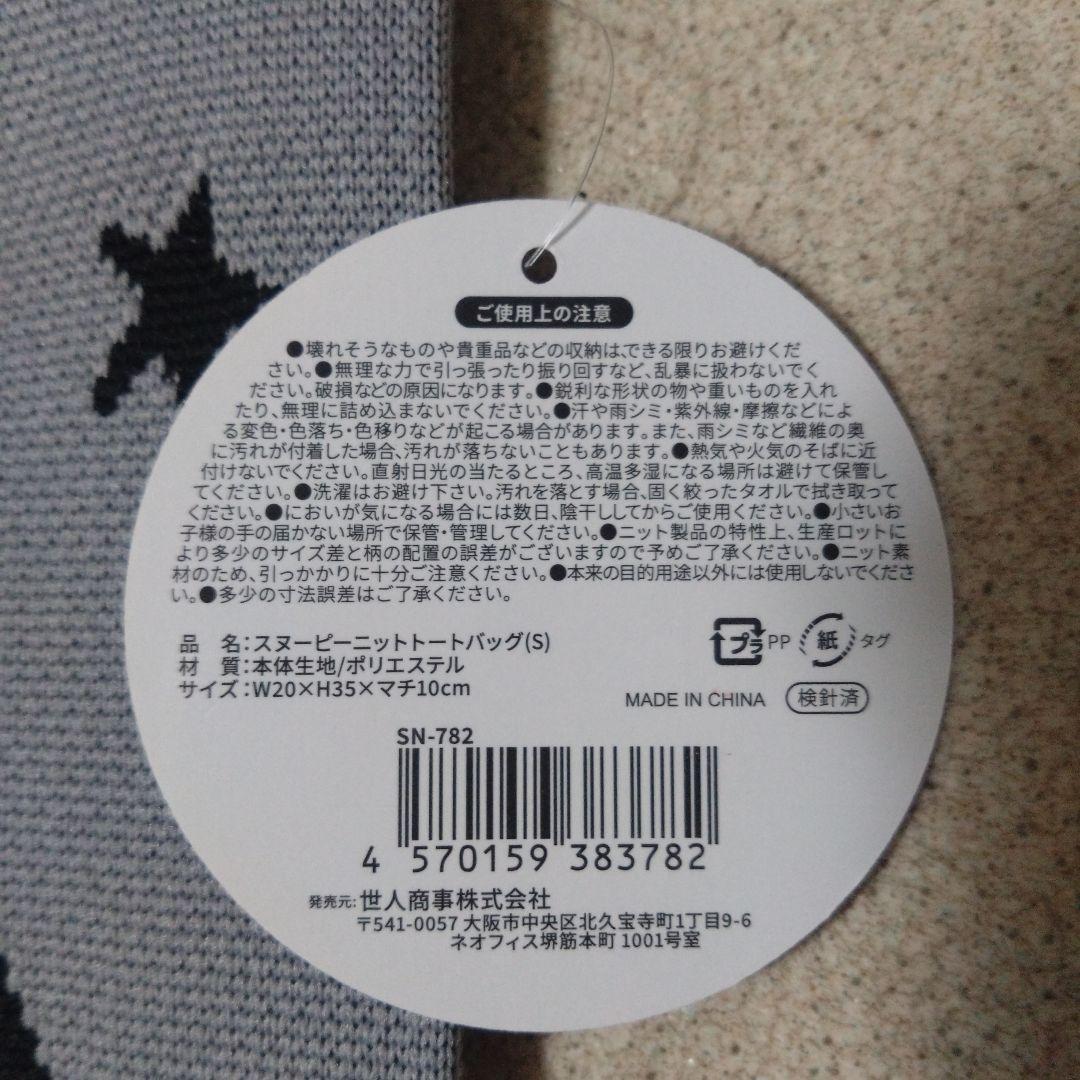 ご使用上の注意
●壊れそうなものや貴重品などの収納は、できる限りお避けくだ
さい。●無理な力で引っ張ったり振り回すなど、乱暴に扱わないでく
ださい。破損などの原因になります。●鋭利な形状の物や重いものを入れ
たり、無理に詰め込まないでください。●汗や雨シミ・紫外線・摩擦などによ
る変色・色落ち・色移りなどが起こる場合があります。また、雨シミなど繊維の奥
に汚れが付着した場合、汚れが落ちないこともあります。●熱気や火気のそばに近
付けないでください。直射日光の当たるところ、高温多湿になる場所は避けて保管し
てください。●洗濯はお避け下さい。汚れを落とす場合、固く絞ったタオルで拭き取って
ください。●においが気になる場合には数日、陰干ししてからご使用ください。●小さいお
子様の手の届かない場所で保管・管理してください。●ニット製品の特性上、生産ロットに
より多少のサイズ差と柄の配置の誤差がございますので予めご了承ください。●ニット素
材のため、引っかかりに十分ご注意ください。●本来の目的用途以外には使用しないでくださ
い。●多少の寸法誤差はご了承ください。
品 名：スヌーピーニットトートバッグ(S)
材 質：本体生地/ポリエステル
サイズ：W20×H35×マチ10cm
プラ PP 紙 タグ
MADE IN CHINA 検針済
SN-782
4 570159 383782
発売元：世人商事株式会社
〒541-0057 大阪市中央区北久宝寺町1丁目9-6
ネオフィス堺筋本町 1001号室